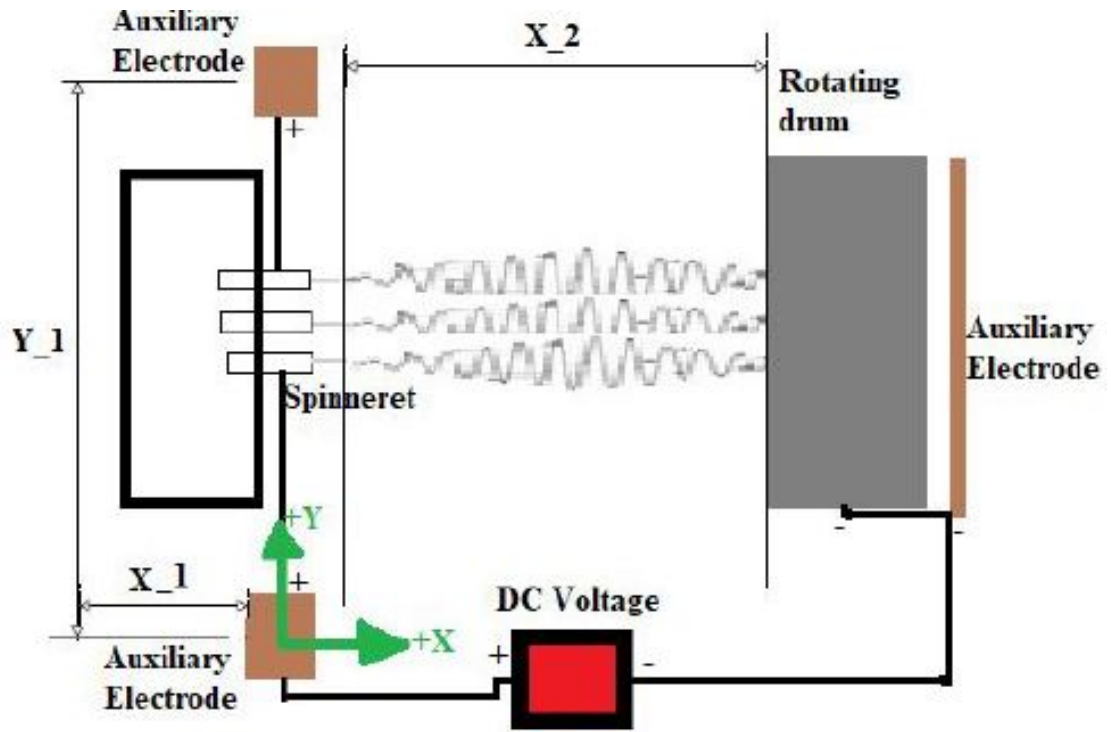 Auxiliary
Electrode
X_2
Rotating
drum
+
Y_1
Spinneret
Auxiliary
Electrode
+Y
+
X_1
+X
Auxiliary
Electrode
DC Voltage
+
-
-
-